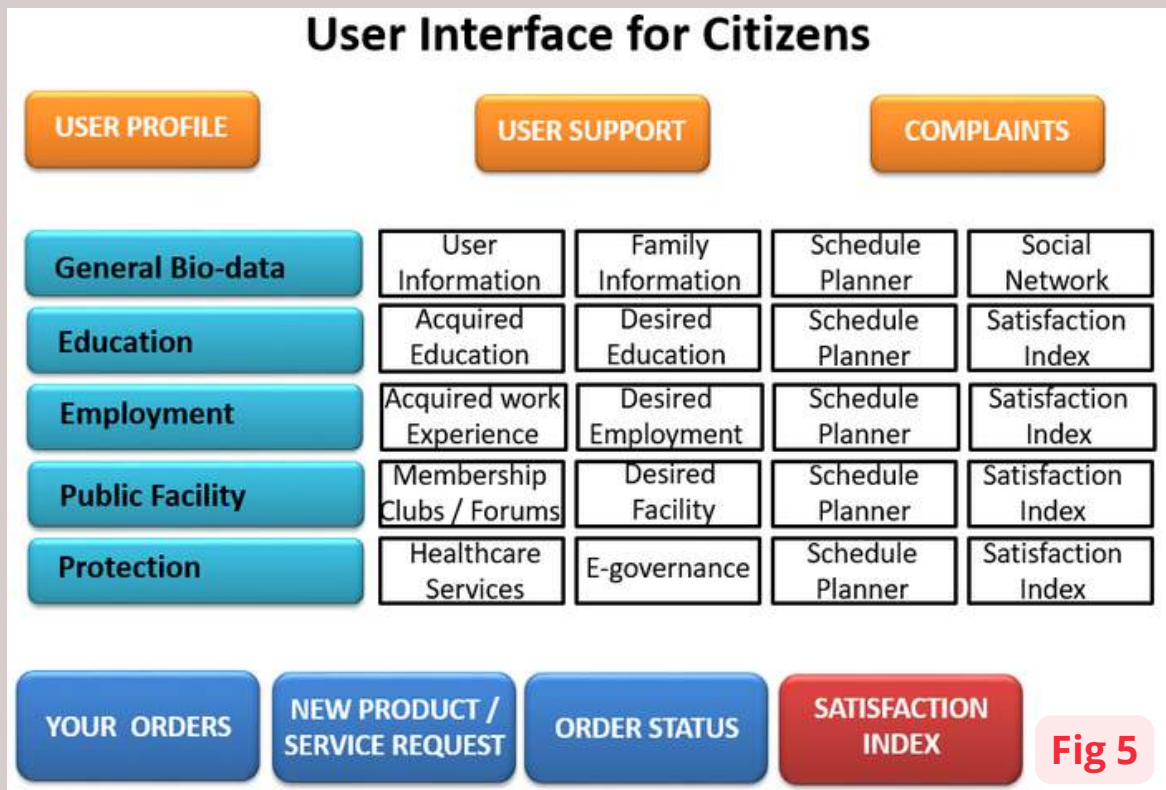 User Interface for Citizens
USER PROFILE
USER SUPPORT
COMPLAINTS
General Bio-data
User
Information
Family
Information
Schedule
Planner
Social
Network
Education
Acquired
Education
Desired
Education
Schedule
Planner
Satisfaction
Index
Employment
Acquired work
Experience
Desired
Employment
Schedule
Planner
Satisfaction
Index
Public Facility
Membership
Clubs / Forums
Desired
Facility
Schedule
Planner
Satisfaction
Index
Protection
Healthcare
Services
E-governance
Schedule
Planner
Satisfaction
Index
YOUR ORDERS
NEW PRODUCT /
SERVICE REQUEST
ORDER STATUS
SATISFACTION
INDEX
Fig 5